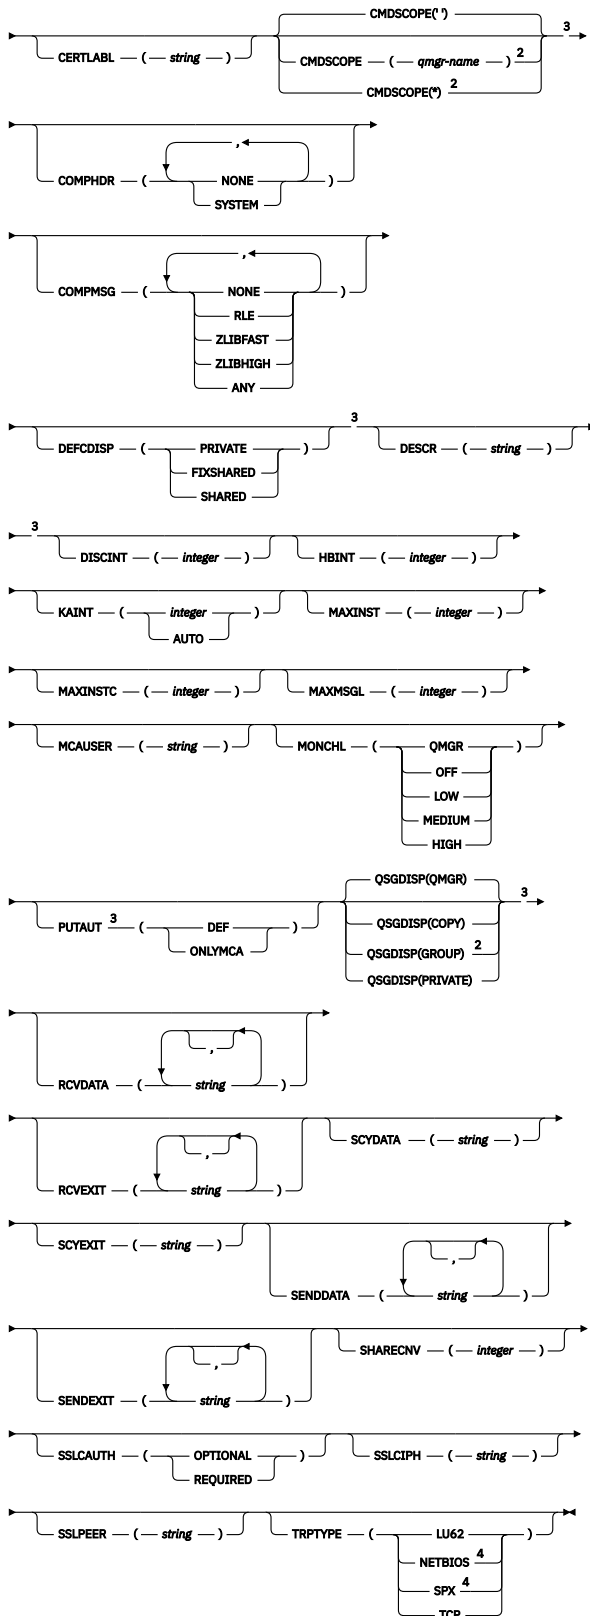 CMDSCOPE(' ')
3
CERTLABL ( string )
CMDSCOPE ( qmgr-name ) 2
CMDSCOPE(*) 2
,
COMPHDR ( NONE )
SYSTEM
,
COMPMSG ( NONE )
RLE
ZLIBFAST
ZLIBHIGH
ANY
3
DEFCDISP ( PRIVATE ) DESCR ( string )
FIXSHARED
SHARED
3
DISCINT ( integer ) HBINT ( integer )
KAINT ( integer ) MAXINST ( integer )
AUTO
MAXINSTC ( integer ) MAXMSGL ( integer )
MCAUSER ( string ) MONCHL ( QMGR )
OFF
LOW
MEDIUM
HIGH
QSGDISP(QMGR)
3
PUTAUT 3 ( DEF ) QSGDISP(COPY)
ONLYMCA QSGDISP(GROUP) 2
QSGDISP(PRIVATE)
,
RCVDATA ( string )
,
SCYDATA ( string )
RCVEXIT ( string )
SCYEXIT ( string )
,
SENDDATA ( string )
,
SHARECNV ( integer )
SENDEXIT ( string )
SSLCAUTH ( OPTIONAL ) SSLCIPH ( string )
REQUIRED
SSLPEER ( string ) TRPTYPE ( LU62 )
NETBIOS 4
SPX 4
TCP